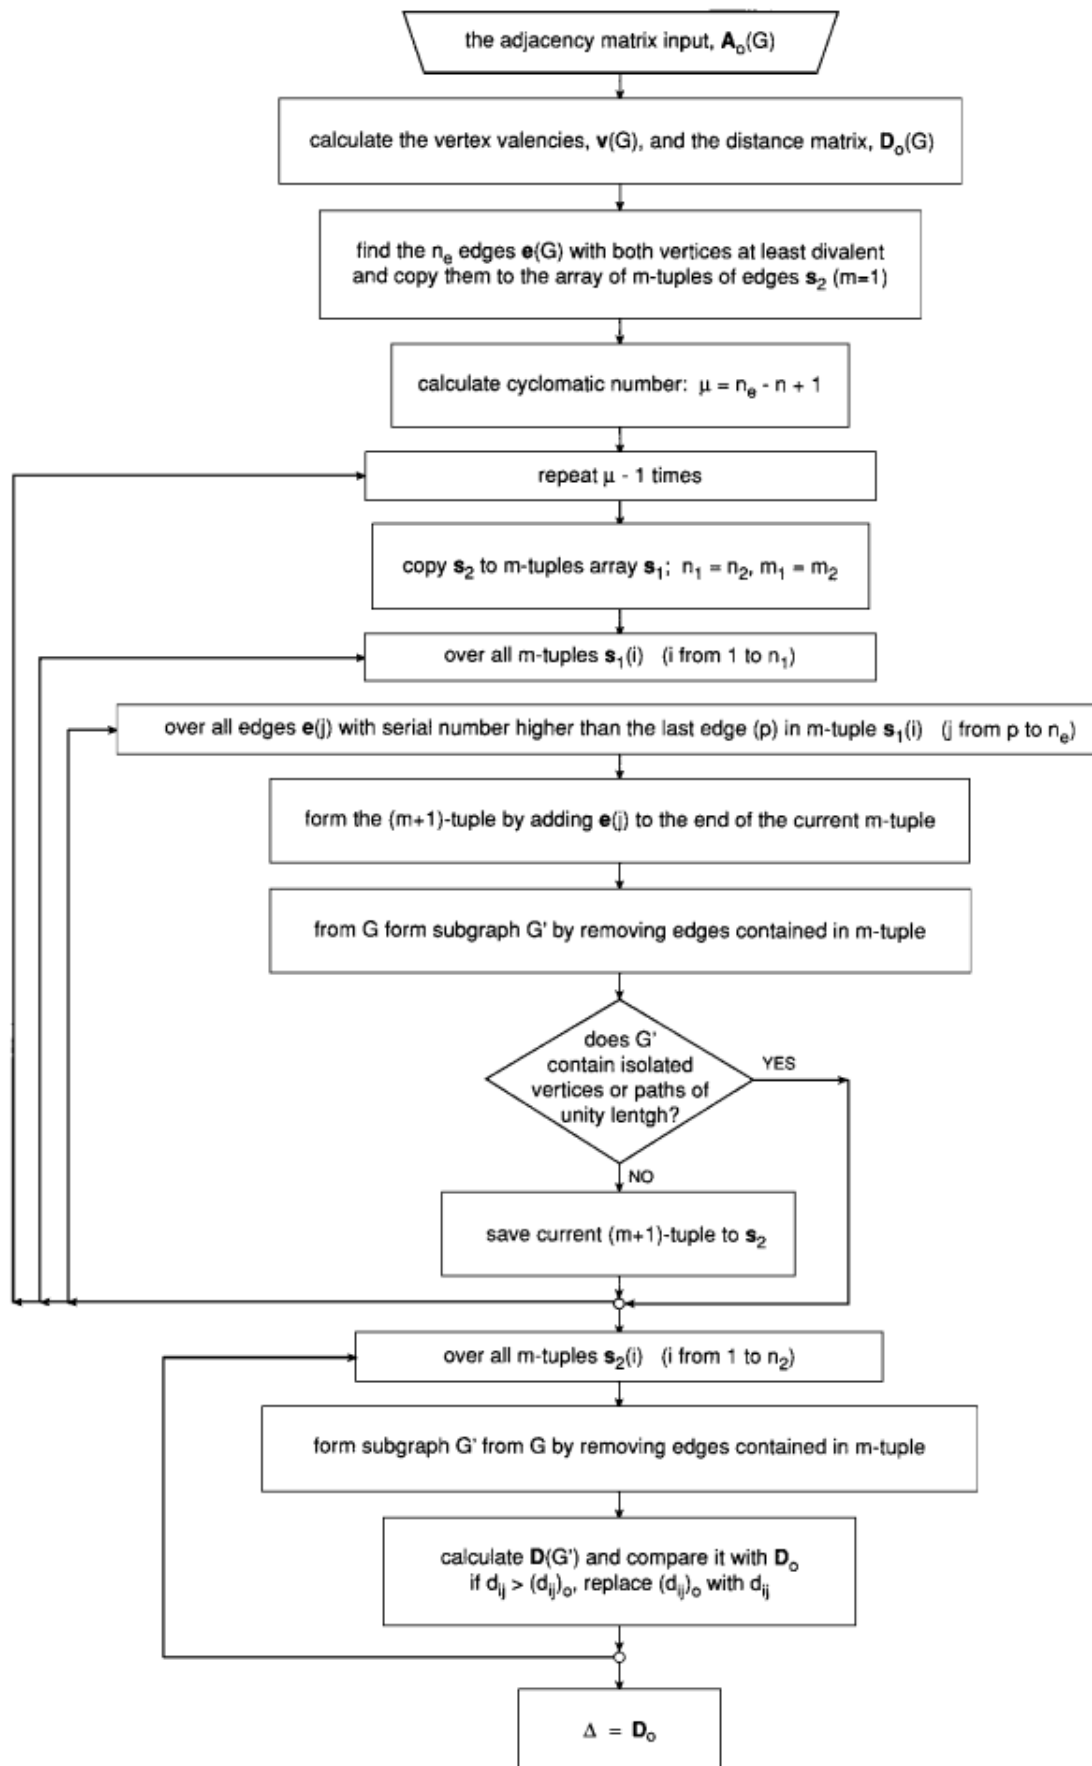 the adjacency matrix input, Aₒ(G)
calculate the vertex valencies, v(G), and the distance matrix, Dₒ(G)
find the nₑ edges e(G) with both vertices at least divalent
and copy them to the array of m-tuples of edges s₂ (m=1)
calculate cyclomatic number: μ = nₑ - n + 1
repeat μ - 1 times
copy s₂ to m-tuples array s₁; n₁ = n₂, m₁ = m₂
over all m-tuples s₁(i) (i from 1 to n₁)
over all edges e(j) with serial number higher than the last edge (p) in m-tuple s₁(i) (j from p to nₑ)
form the (m+1)-tuple by adding e(j) to the end of the current m-tuple
from G form subgraph G' by removing edges contained in m-tuple
does G'
contain isolated
vertices or paths of
unity lentgh?
YES
NO
save current (m+1)-tuple to s₂
over all m-tuples s₂(i) (i from 1 to n₂)
form subgraph G' from G by removing edges contained in m-tuple
calculate D(G') and compare it with Dₒ
if dᵢⱼ > (dᵢⱼ)ₒ, replace (dᵢⱼ)ₒ with dᵢⱼ
Δ = Dₒ